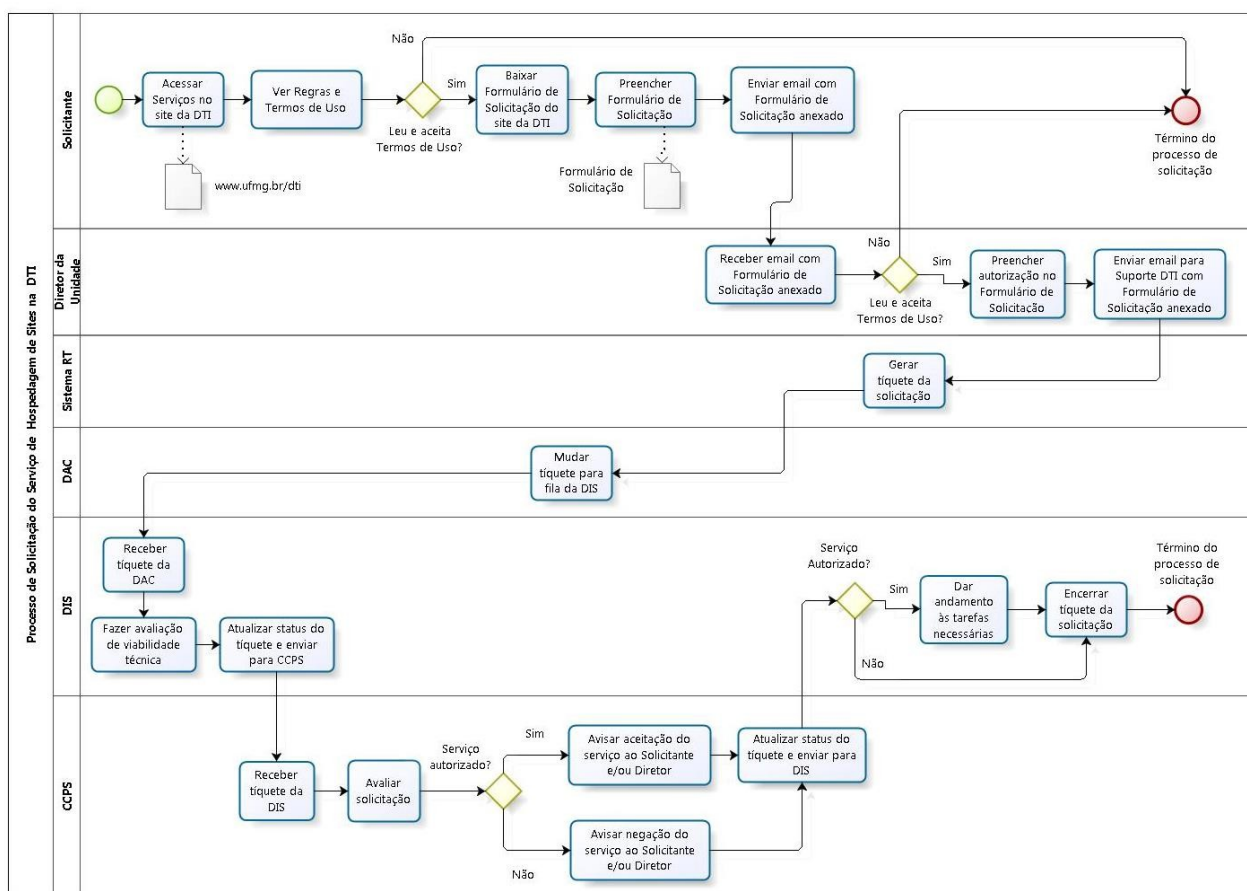 Processo de Solicitação do Serviço de Hospedagem de Sites na DTI
Solicitante
Acessar
Serviços no
site da DTI
www.ufmg.br/dti
Ver Regras e
Termos de Uso
Não
Leu e aceita
Termos de Uso?
Sim
Baixar
Formulário de
Solicitação do
site da DTI
Preencher
Formulário de
Solicitação
Formulário de
Solicitação
Enviar email com
Formulário de
Solicitação anexado
Término do
processo de
solicitação
Diretor da
Unidade
Receber email com
Formulário de
Solicitação anexado
Não
Leu e aceita
Termos de Uso?
Sim
Preencher
autorização no
Formulário de
Solicitação
Enviar email para
Suporte DTI com
Formulário de
Solicitação anexado
Sistema RT
Gerar
tíquete da
solicitação
DAC
Mudar
tíquete para
fila da DIS
DIS
Receber
tíquete da
DAC
Fazer avaliação
de viabilidade
técnica
Atualizar status do
tíquete e enviar
para CCPS
Serviço
Autorizado?
Sim
Não
Dar
andamento
às tarefas
necessárias
Encerrar
tíquete da
solicitação
Término do
processo de
solicitação
CCPS
Receber
tíquete da
DIS
Avaliar
solicitação
Serviço
autorizado?
Sim
Avisar aceitação do
serviço ao Solicitante
e/ou Diretor
Não
Avisar negação do
serviço ao Solicitante
e/ou Diretor
Atualizar status do
tíquete e enviar para
DIS